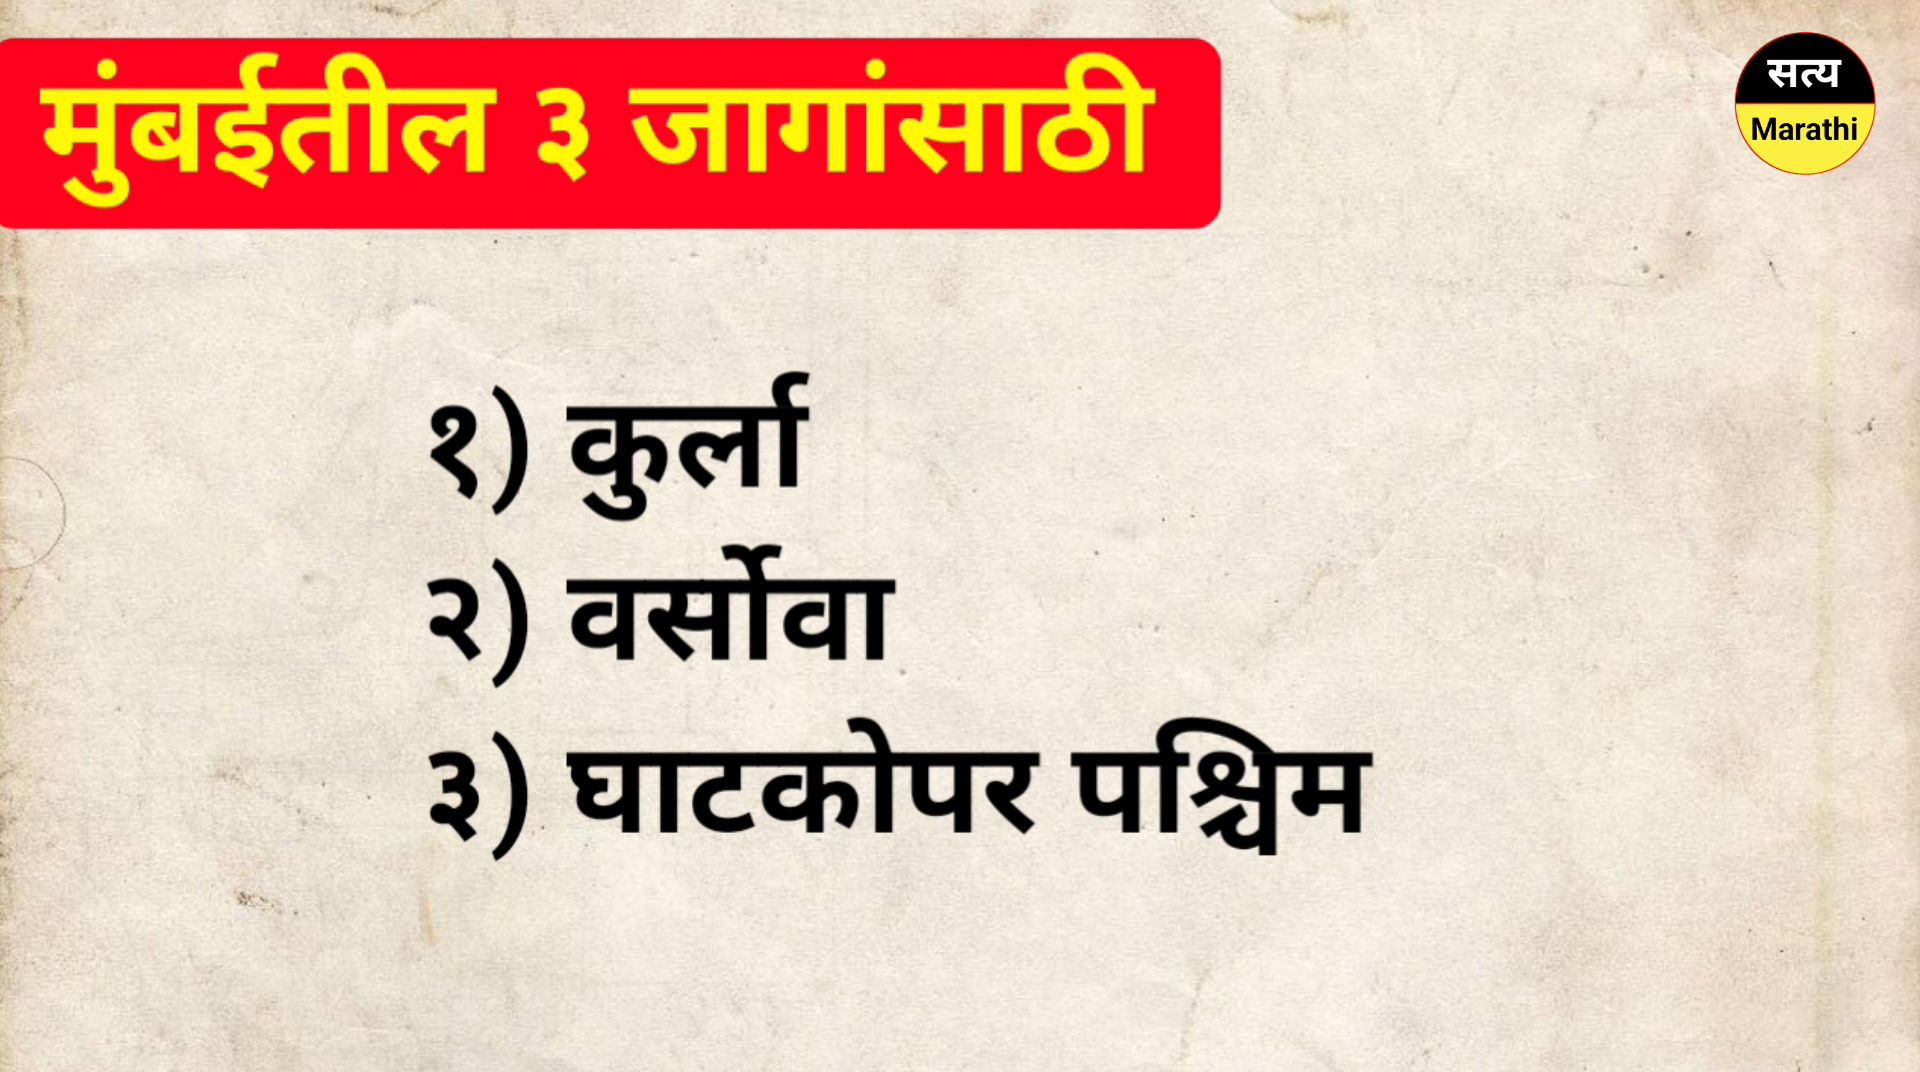 मुंबईतील ३ जागांसाठी
सत्य
Marathi
१) कुर्ला
२) वर्सोवा
३) घाटकोपर पश्चिम